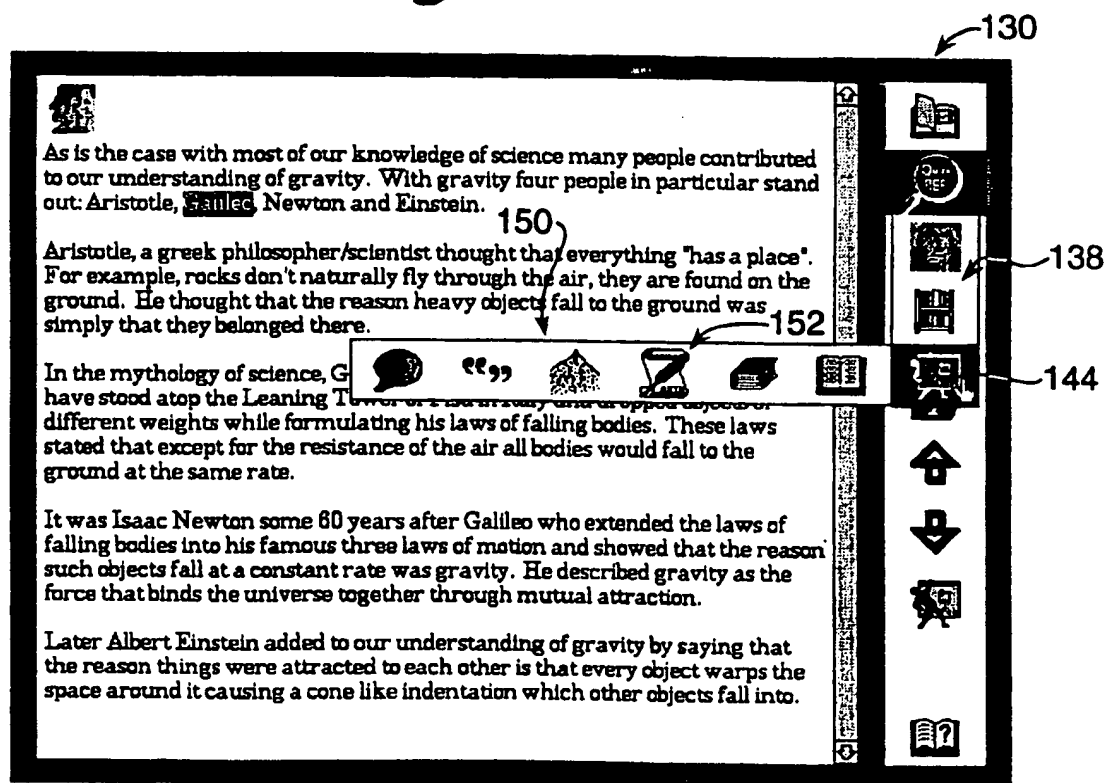 130
As is the case with most of our knowledge of science many people contributed
to our understanding of gravity. With gravity four people in particular stand
out: Aristotle, Galileo, Newton and Einstein.
150
Aristotle, a greek philosopher/scientist thought that everything "has a place".
138
For example, rocks don't naturally fly through the air, they are found on the
ground. He thought that the reason heavy objects fall to the ground was
simply that they belonged there.
152
In the mythology of science, G
144
have stood atop the Leaning
different weights while formulating his laws of falling bodies. These laws
stated that except for the resistance of the air all bodies would fall to the
ground at the same rate.
It was Isaac Newton some 60 years after Galileo who extended the laws of
falling bodies into his famous three laws of motion and showed that the reason
such objects fall at a constant rate was gravity. He described gravity as the
force that binds the universe together through mutual attraction.
Later Albert Einstein added to our understanding of gravity by saying that
the reason things were attracted to each other is that every object warps the
space around it causing a cone like indentation which other objects fall into.